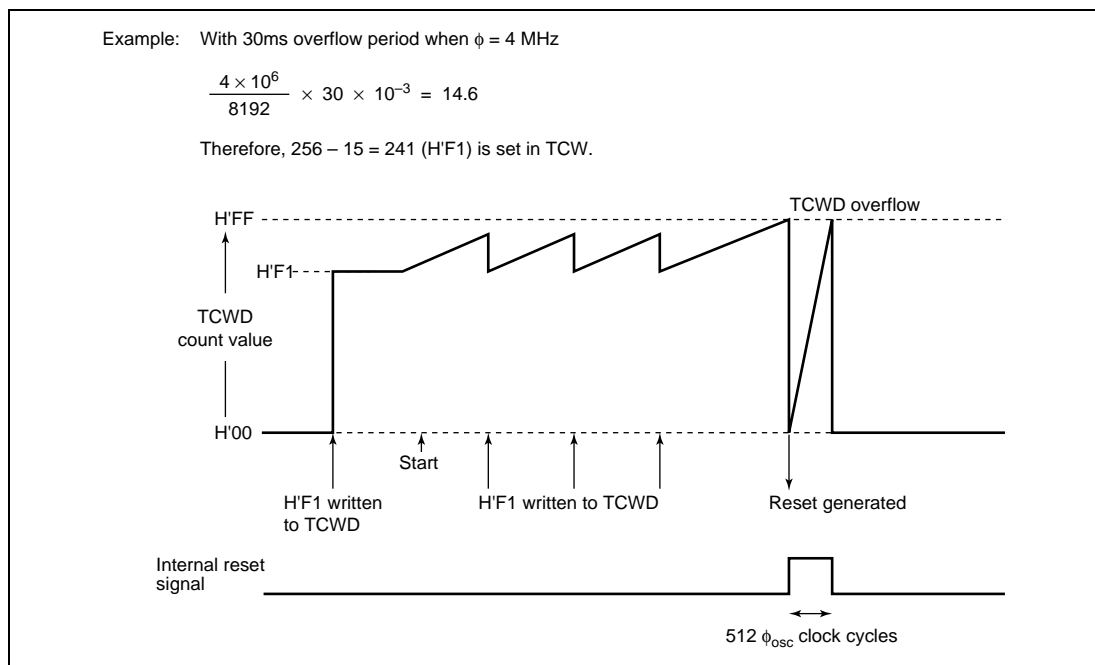 Example: With 30ms overflow period when ϕ = 4 MHz
4 × 10⁶
8192
× 30 × 10⁻³ = 14.6
Therefore, 256 – 15 = 241 (H'F1) is set in TCW.
TCWD overflow
H'FF
H'F1
TCWD
count value
H'00
Start
H'F1 written
to TCWD
H'F1 written to TCWD
Reset generated
Internal reset
signal
512 ϕosc clock cycles